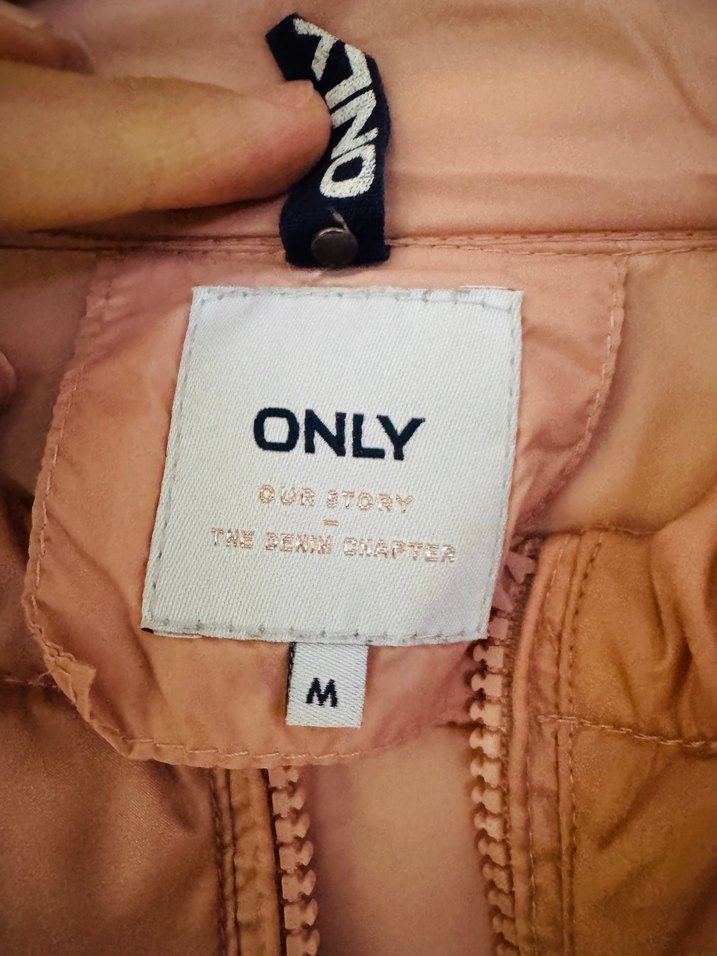 ONLY
ONLY
OUR STORY
–
THE DENIM CHAPTER
M